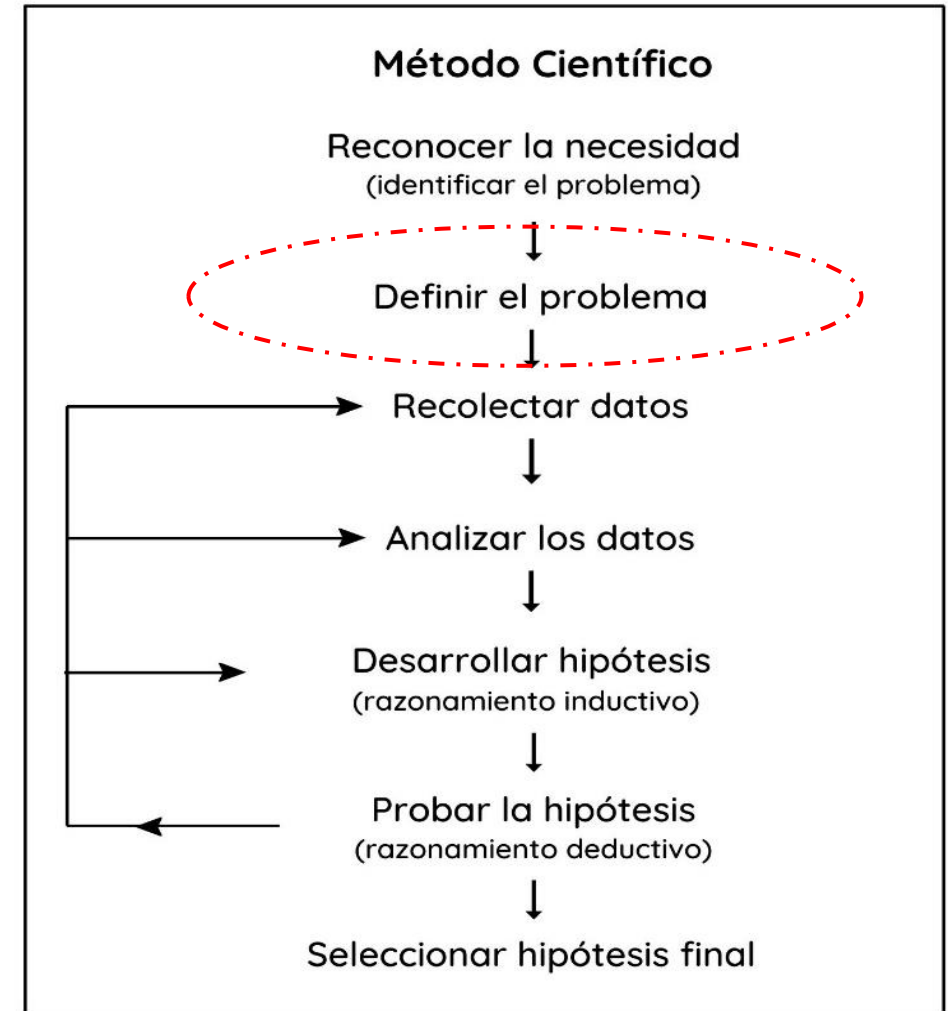 Método Científico
Reconocer la necesidad
(identificar el problema)
Definir el problema
Recolectar datos
Analizar los datos
Desarrollar hipótesis
(razonamiento inductivo)
Probar la hipótesis
(razonamiento deductivo)
Seleccionar hipótesis final